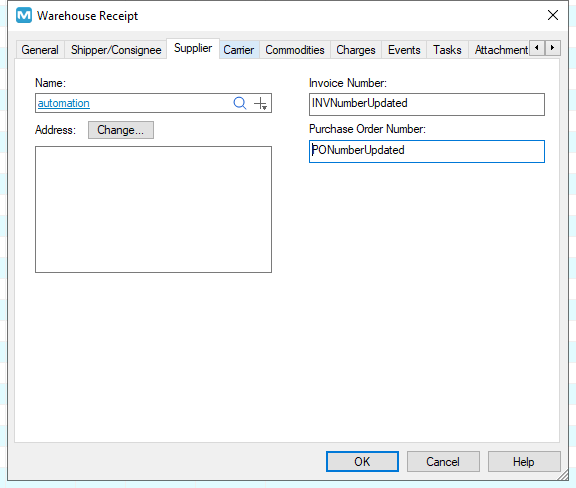 Warehouse Receipt
General Shipper/Consignee Supplier Carrier Commodities Charges Events Tasks Attachment
Name:
automation
Address: Change...
Invoice Number:
INVNumberUpdated
Purchase Order Number:
PONumberUpdated
OK Cancel Help